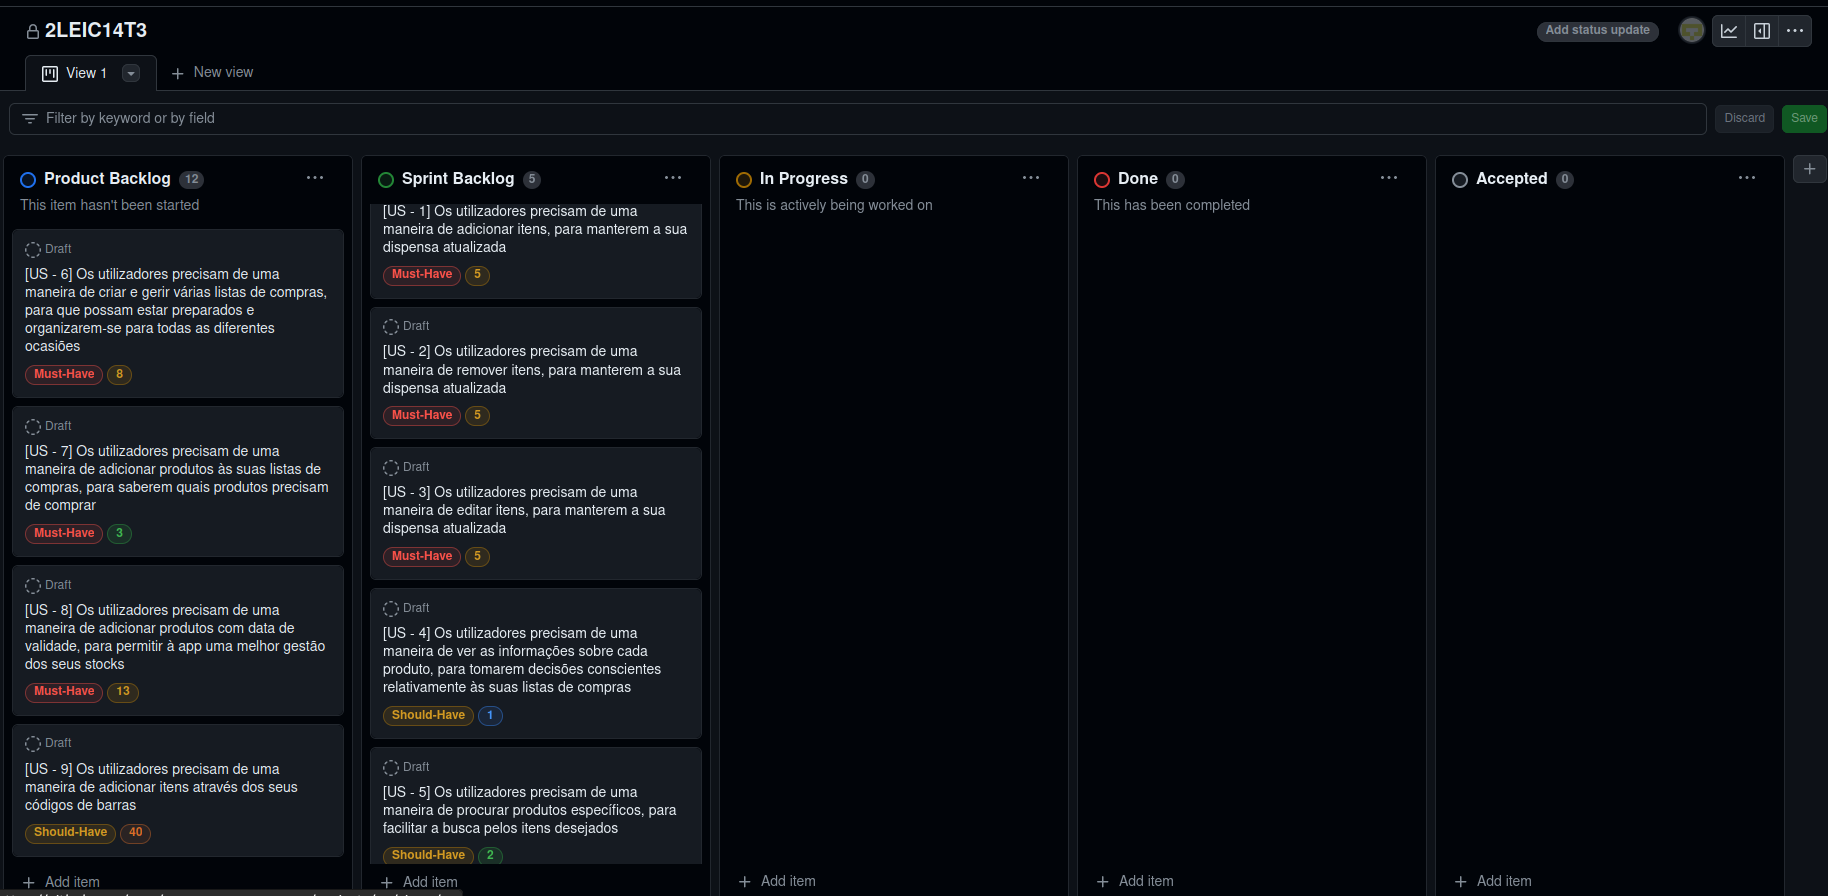 2LEIC14T3
Add status update
View 1
New view
Filter by keyword or by field
Discard
Save
Product Backlog 12
This item hasn't been started
Draft
[US - 6] Os utilizadores precisam de uma
maneira de criar e gerir várias listas de compras,
para que possam estar preparados e
organizarem-se para todas as diferentes
ocasiões
Must-Have 8
Draft
[US - 7] Os utilizadores precisam de uma
maneira de adicionar produtos às suas listas de
compras, para saberem quais produtos precisam
de comprar
Must-Have 3
Draft
[US - 8] Os utilizadores precisam de uma
maneira de adicionar produtos com data de
validade, para permitir à app uma melhor gestão
dos seus stocks
Must-Have 13
Draft
[US - 9] Os utilizadores precisam de uma
maneira de adicionar itens através dos seus
códigos de barras
Should-Have 40
Add item
Sprint Backlog 5
[US - 1] Os utilizadores precisam de uma
maneira de adicionar itens, para manterem a sua
dispensa atualizada
Must-Have 5
Draft
[US - 2] Os utilizadores precisam de uma
maneira de remover itens, para manterem a sua
dispensa atualizada
Must-Have 5
Draft
[US - 3] Os utilizadores precisam de uma
maneira de editar itens, para manterem a sua
dispensa atualizada
Must-Have 5
Draft
[US - 4] Os utilizadores precisam de uma
maneira de ver as informações sobre cada
produto, para tomarem decisões conscientes
relativamente às suas listas de compras
Should-Have 1
Draft
[US - 5] Os utilizadores precisam de uma
maneira de procurar produtos específicos, para
facilitar a busca pelos itens desejados
Should-Have 2
Add item
In Progress 0
This is actively being worked on
Add item
Done 0
This has been completed
Add item
Accepted 0
Add item